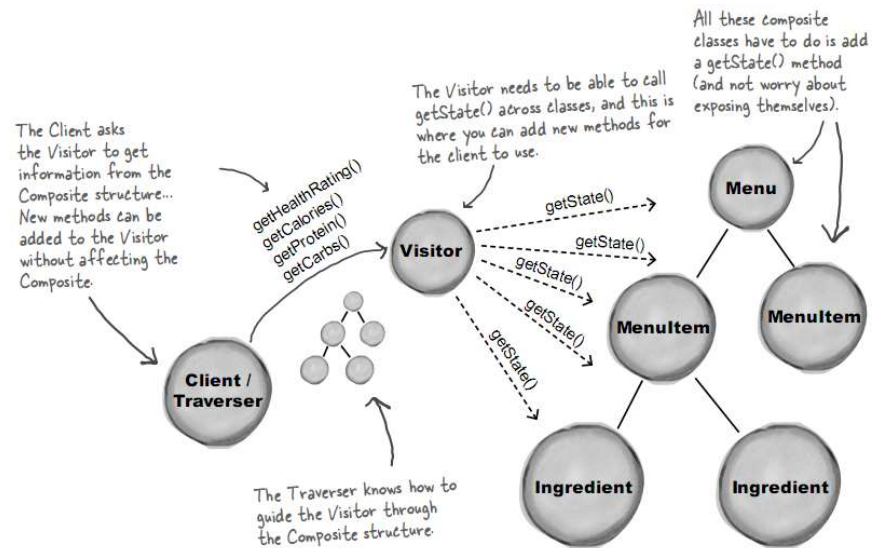 All these composite
classes have to do is add
a getState() method
(and not worry about
exposing themselves).
The Visitor needs to be able to call
getState() across classes, and this is
where you can add new methods for
the client to use.
The Client asks
the Visitor to get
information from the
Composite structure...
New methods can be
added to the Visitor
without affecting the
Composite.
getHealthRating()
getCalories()
getProtein()
getCarbs()
Visitor
getState()
getState()
getState()
getState()
getState()
Menu
MenuItem
MenuItem
Client /
Traverser
Ingredient
Ingredient
The Traverser knows how to
guide the Visitor through
the Composite structure.